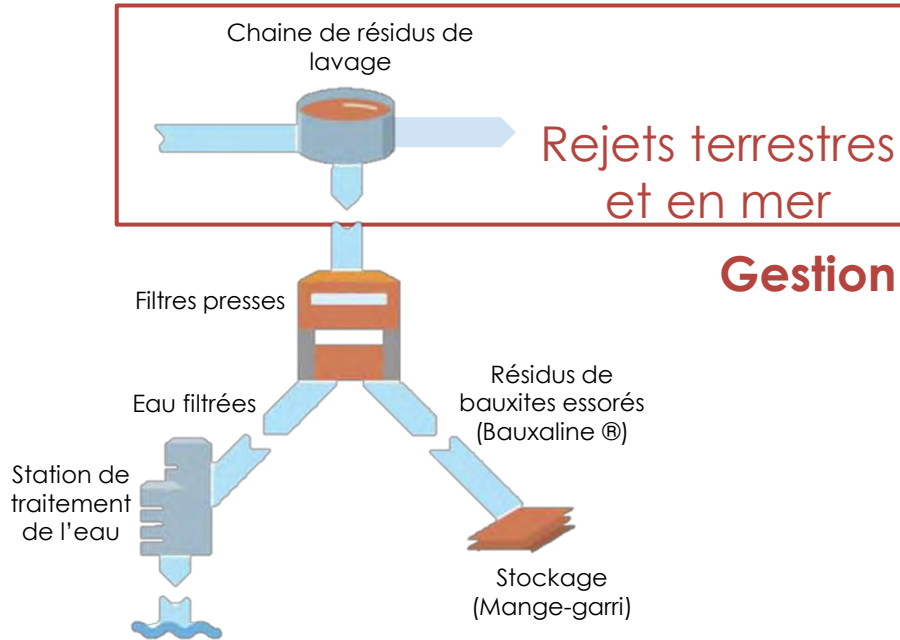 Chaine de résidus de
lavage
Rejets terrestres
et en mer
Gestion
Filtres presses
Eau filtrées
Résidus de
bauxites essorés
(Bauxaline ®)
Station de
traitement
de l'eau
Stockage
(Mange-garri)